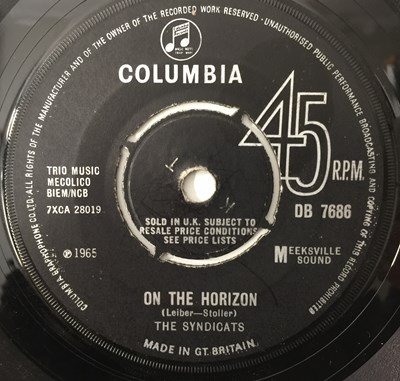 ALL RIGHTS OF THE MANUFACTURER AND OF THE OWNER OF THE RECORDED WORK RESERVED · UNAUTHORISED PUBLIC PERFORMANCE BROADCASTING AND COPYING OF THIS RECORD PROHIBITED
COLUMBIA GRAPHOPHONE CO. LTD.
COLUMBIA
45
R.P.M.
TRIO MUSIC
MECOLICO
BIEM/NCB
7XCA 28019
SOLD IN U.K. SUBJECT TO
RESALE PRICE CONDITIONS
SEE PRICE LISTS
DB 7686
℗ 1965
MEEKSVILLE
SOUND
ON THE HORIZON
(Leiber—Stoller)
THE SYNDICATS
MADE IN GT. BRITAIN